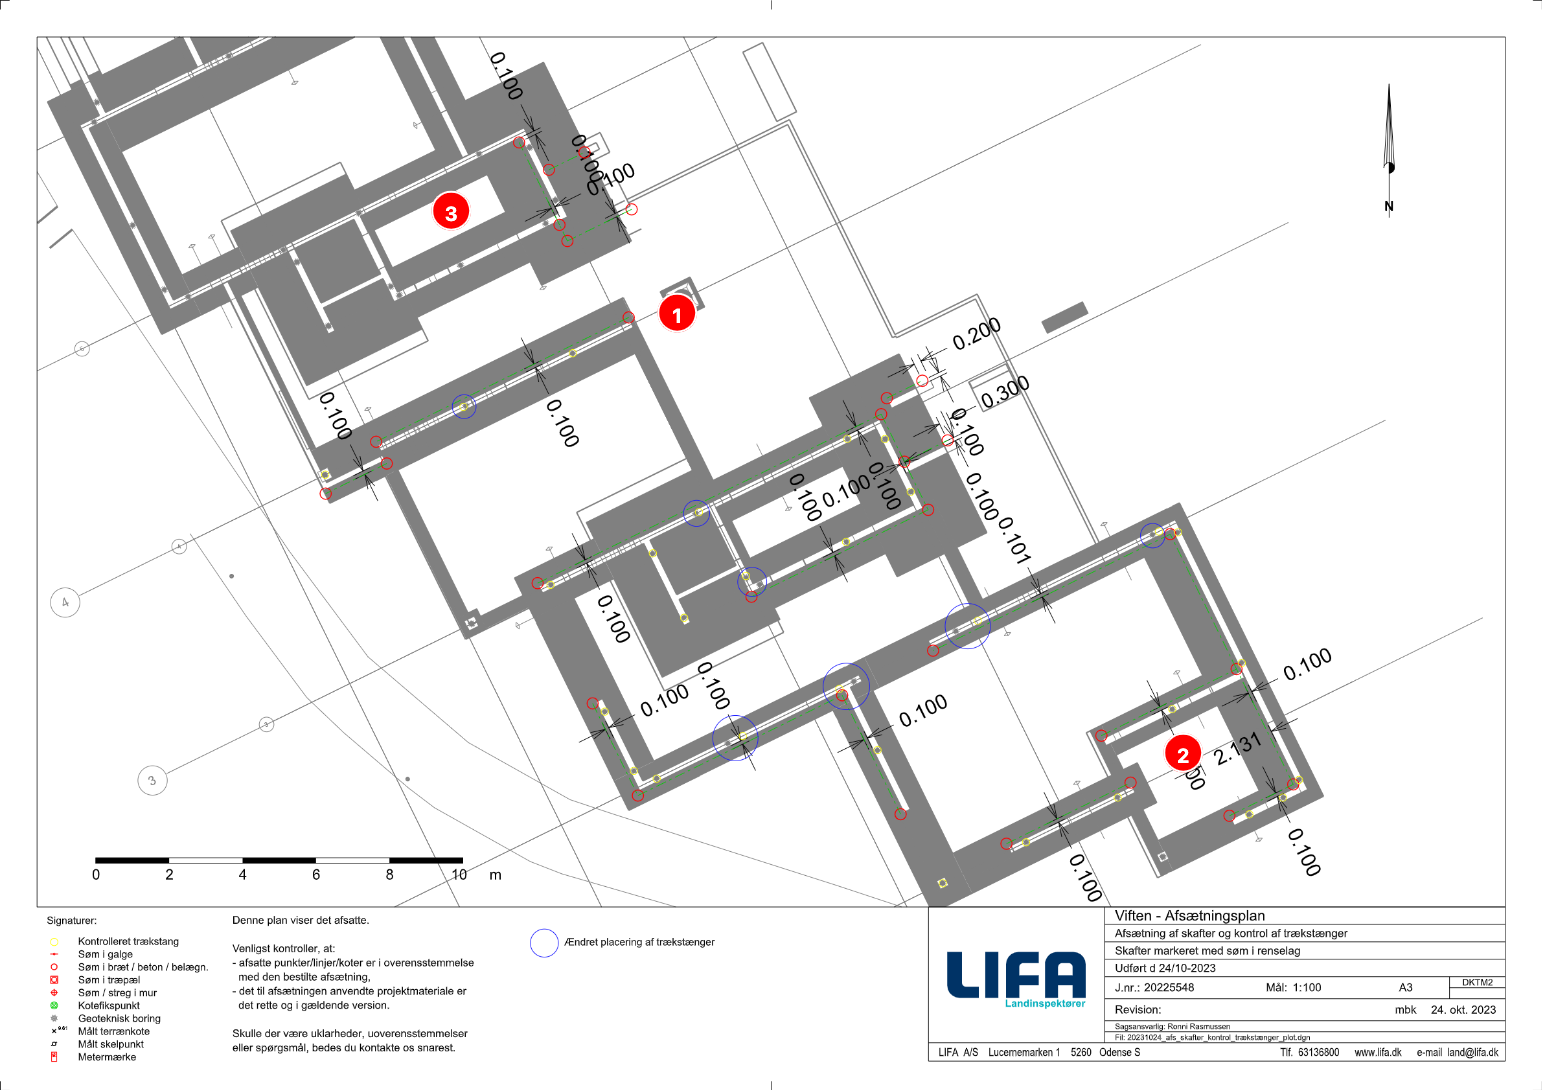 0.100
0.100
0.100
3
1
0.200
0.300
0.100
0.100
0.100
0.100
0.100
0.100
0.100
0.101
0.100
0.100
0.100
0.100
0.100
2.131
2
0.100
0.100
4
3
N
0 2 4 6 8 10 m
Signaturer:
Kontrolleret trækstang
Søm i galge
Søm i bræt / beton / belægn.
Søm i træpæl
Søm / streg i mur
Kotefikspunkt
Geoteknisk boring
Målt terrænkote
Målt skelpunkt
Metermærke
Denne plan viser det afsatte.
Venligst kontroller, at:
- afsatte punkter/linjer/koter er i overensstemmelse
med den bestilte afsætning,
- det til afsætningen anvendte projektmateriale er
det rette og i gældende version.
Skulle der være uklarheder, uoverensstemmelser
eller spørgsmål, bedes du kontakte os snarest.
Ændret placering af trækstænger
LIFA
Landinspektører
Viften - Afsætningsplan
Afsætning af skafter og kontrol af trækstænger
Skafter markeret med søm i renselag
Udført d 24/10-2023
J.nr.: 20225548 Mål: 1:100 A3 DKTM2
Revision: mbk 24. okt. 2023
Sagsansvarlig: Ronni Rasmussen
Fil: 20231024_afs_skafter_kontrol_trækstænger_plot.dgn
LIFA A/S Lucernemarken 1 5260 Odense S Tlf. 63136800 www.lifa.dk e-mail land@lifa.dk